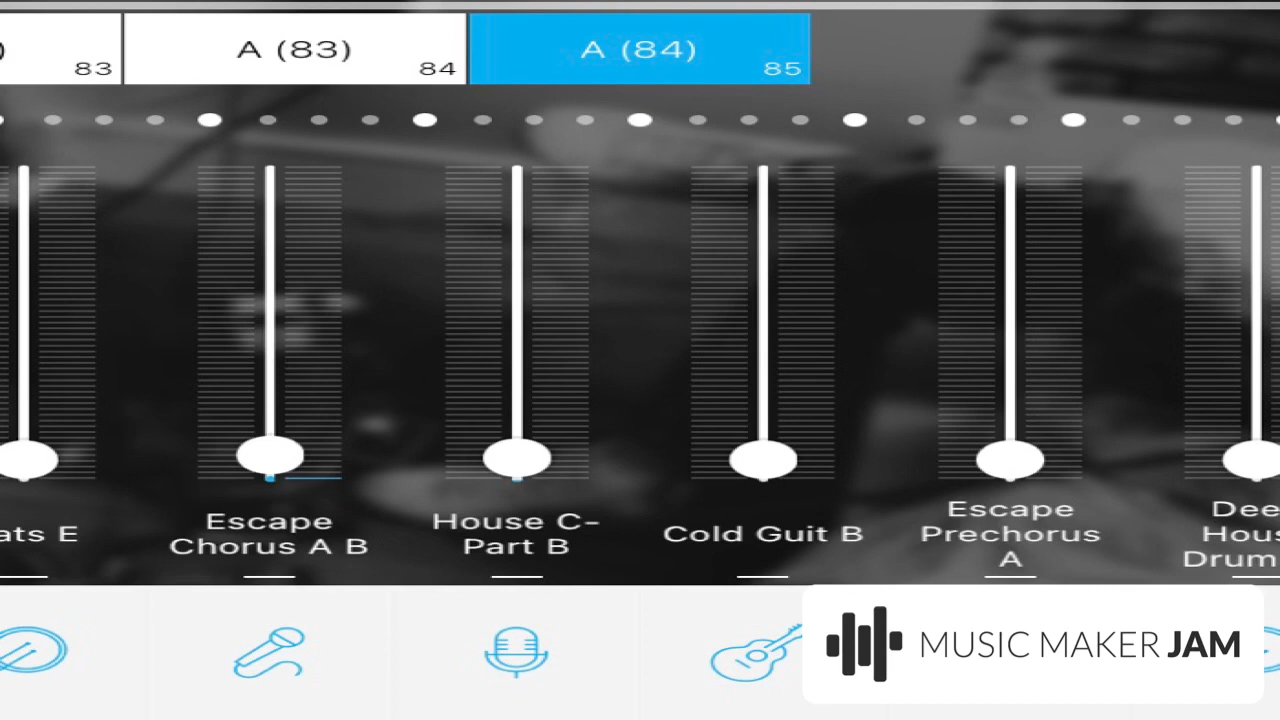 )
83
A (83)
84
A (84)
85
ats E
Escape
Chorus A B
House C-
Part B
Cold Guit B
Escape
Prechorus
A
Dee
Hous
Drum
MUSIC MAKER JAM